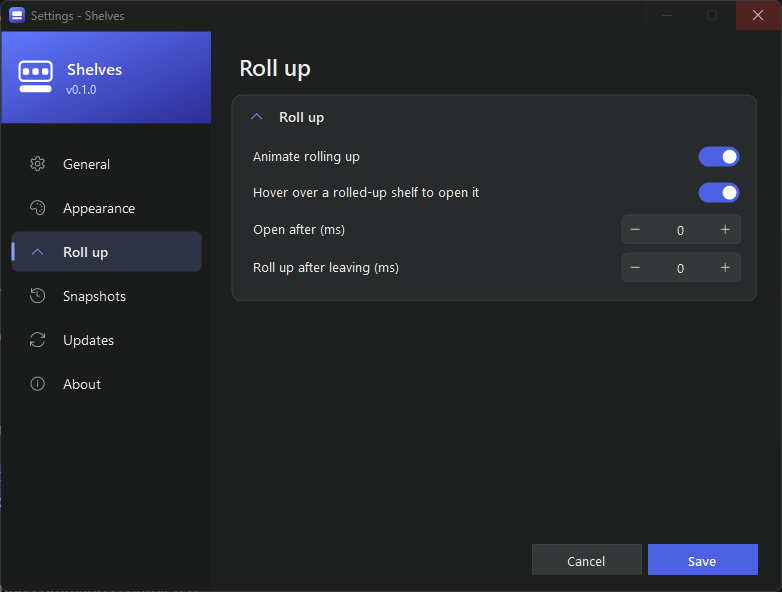 Settings - Shelves
Shelves
v0.1.0
General
Appearance
Roll up
Snapshots
Updates
About
Roll up
Roll up
Animate rolling up
Hover over a rolled-up shelf to open it
Open after (ms)
− 0 +
Roll up after leaving (ms)
− 0 +
Cancel
Save